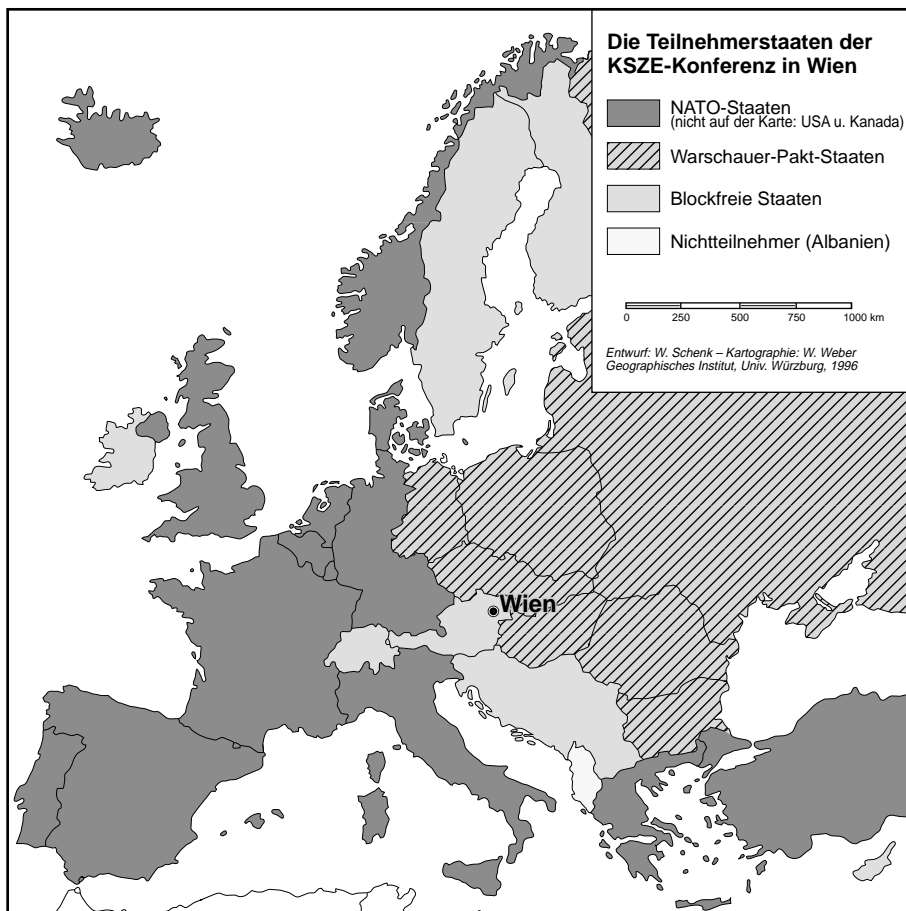 Die Teilnehmerstaaten der
KSZE-Konferenz in Wien
NATO-Staaten
(nicht auf der Karte: USA u. Kanada)
Warschauer-Pakt-Staaten
Blockfreie Staaten
Nichtteilnehmer (Albanien)
0 250 500 750 1000 km
Entwurf: W. Schenk – Kartographie: W. Weber
Geographisches Institut, Univ. Würzburg, 1996
Wien